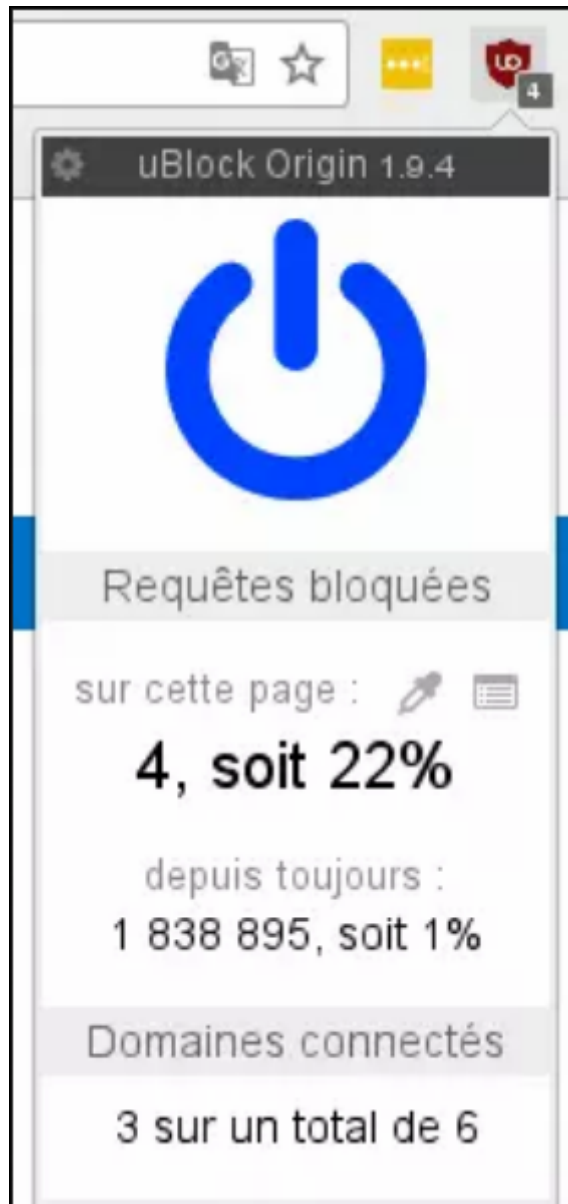 4
uBlock Origin 1.9.4
Requêtes bloquées
sur cette page :
4, soit 22%
depuis toujours :
1 838 895, soit 1%
Domaines connectés
3 sur un total de 6